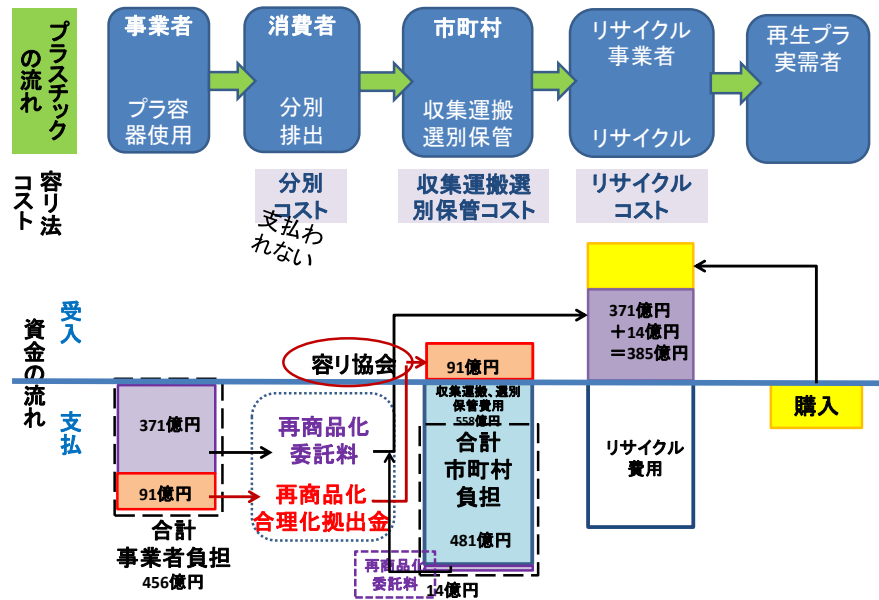 プラスチック
の流れ
事業者
プラ容
器使用
消費者
分別
排出
市町村
収集運搬
選別保管
リサイクル
事業者
リサイクル
再生プラ
実需者
容リ法
コスト
分別
コスト
支払わ
れない
収集運搬選
別保管コスト
リサイクル
コスト
資金の流れ
受入
支払
371億円
＋14億円
＝385億円
容リ協会
91億円
収集運搬、選別
保管費用
558億円
合計
市町村
負担
481億円
371億円
91億円
合計
事業者負担
456億円
再商品化
委託料
再商品化
合理化拠出金
再商品化
委託料
14億円
リサイクル
費用
購入